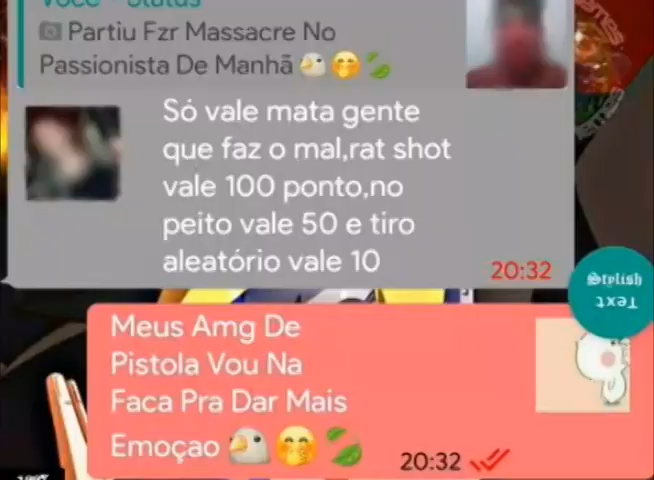 Você • Status
📷 Partiu Fzr Massacre No
Passionista De Manhã 🐔🤭🍃
Só vale mata gente
que faz o mal,rat shot
vale 100 ponto,no
peito vale 50 e tiro
aleatório vale 10
20:32
Stylish
Text
Meus Amg De
Pistola Vou Na
Faca Pra Dar Mais
Emoçao 🐔🤭🍃
20:32